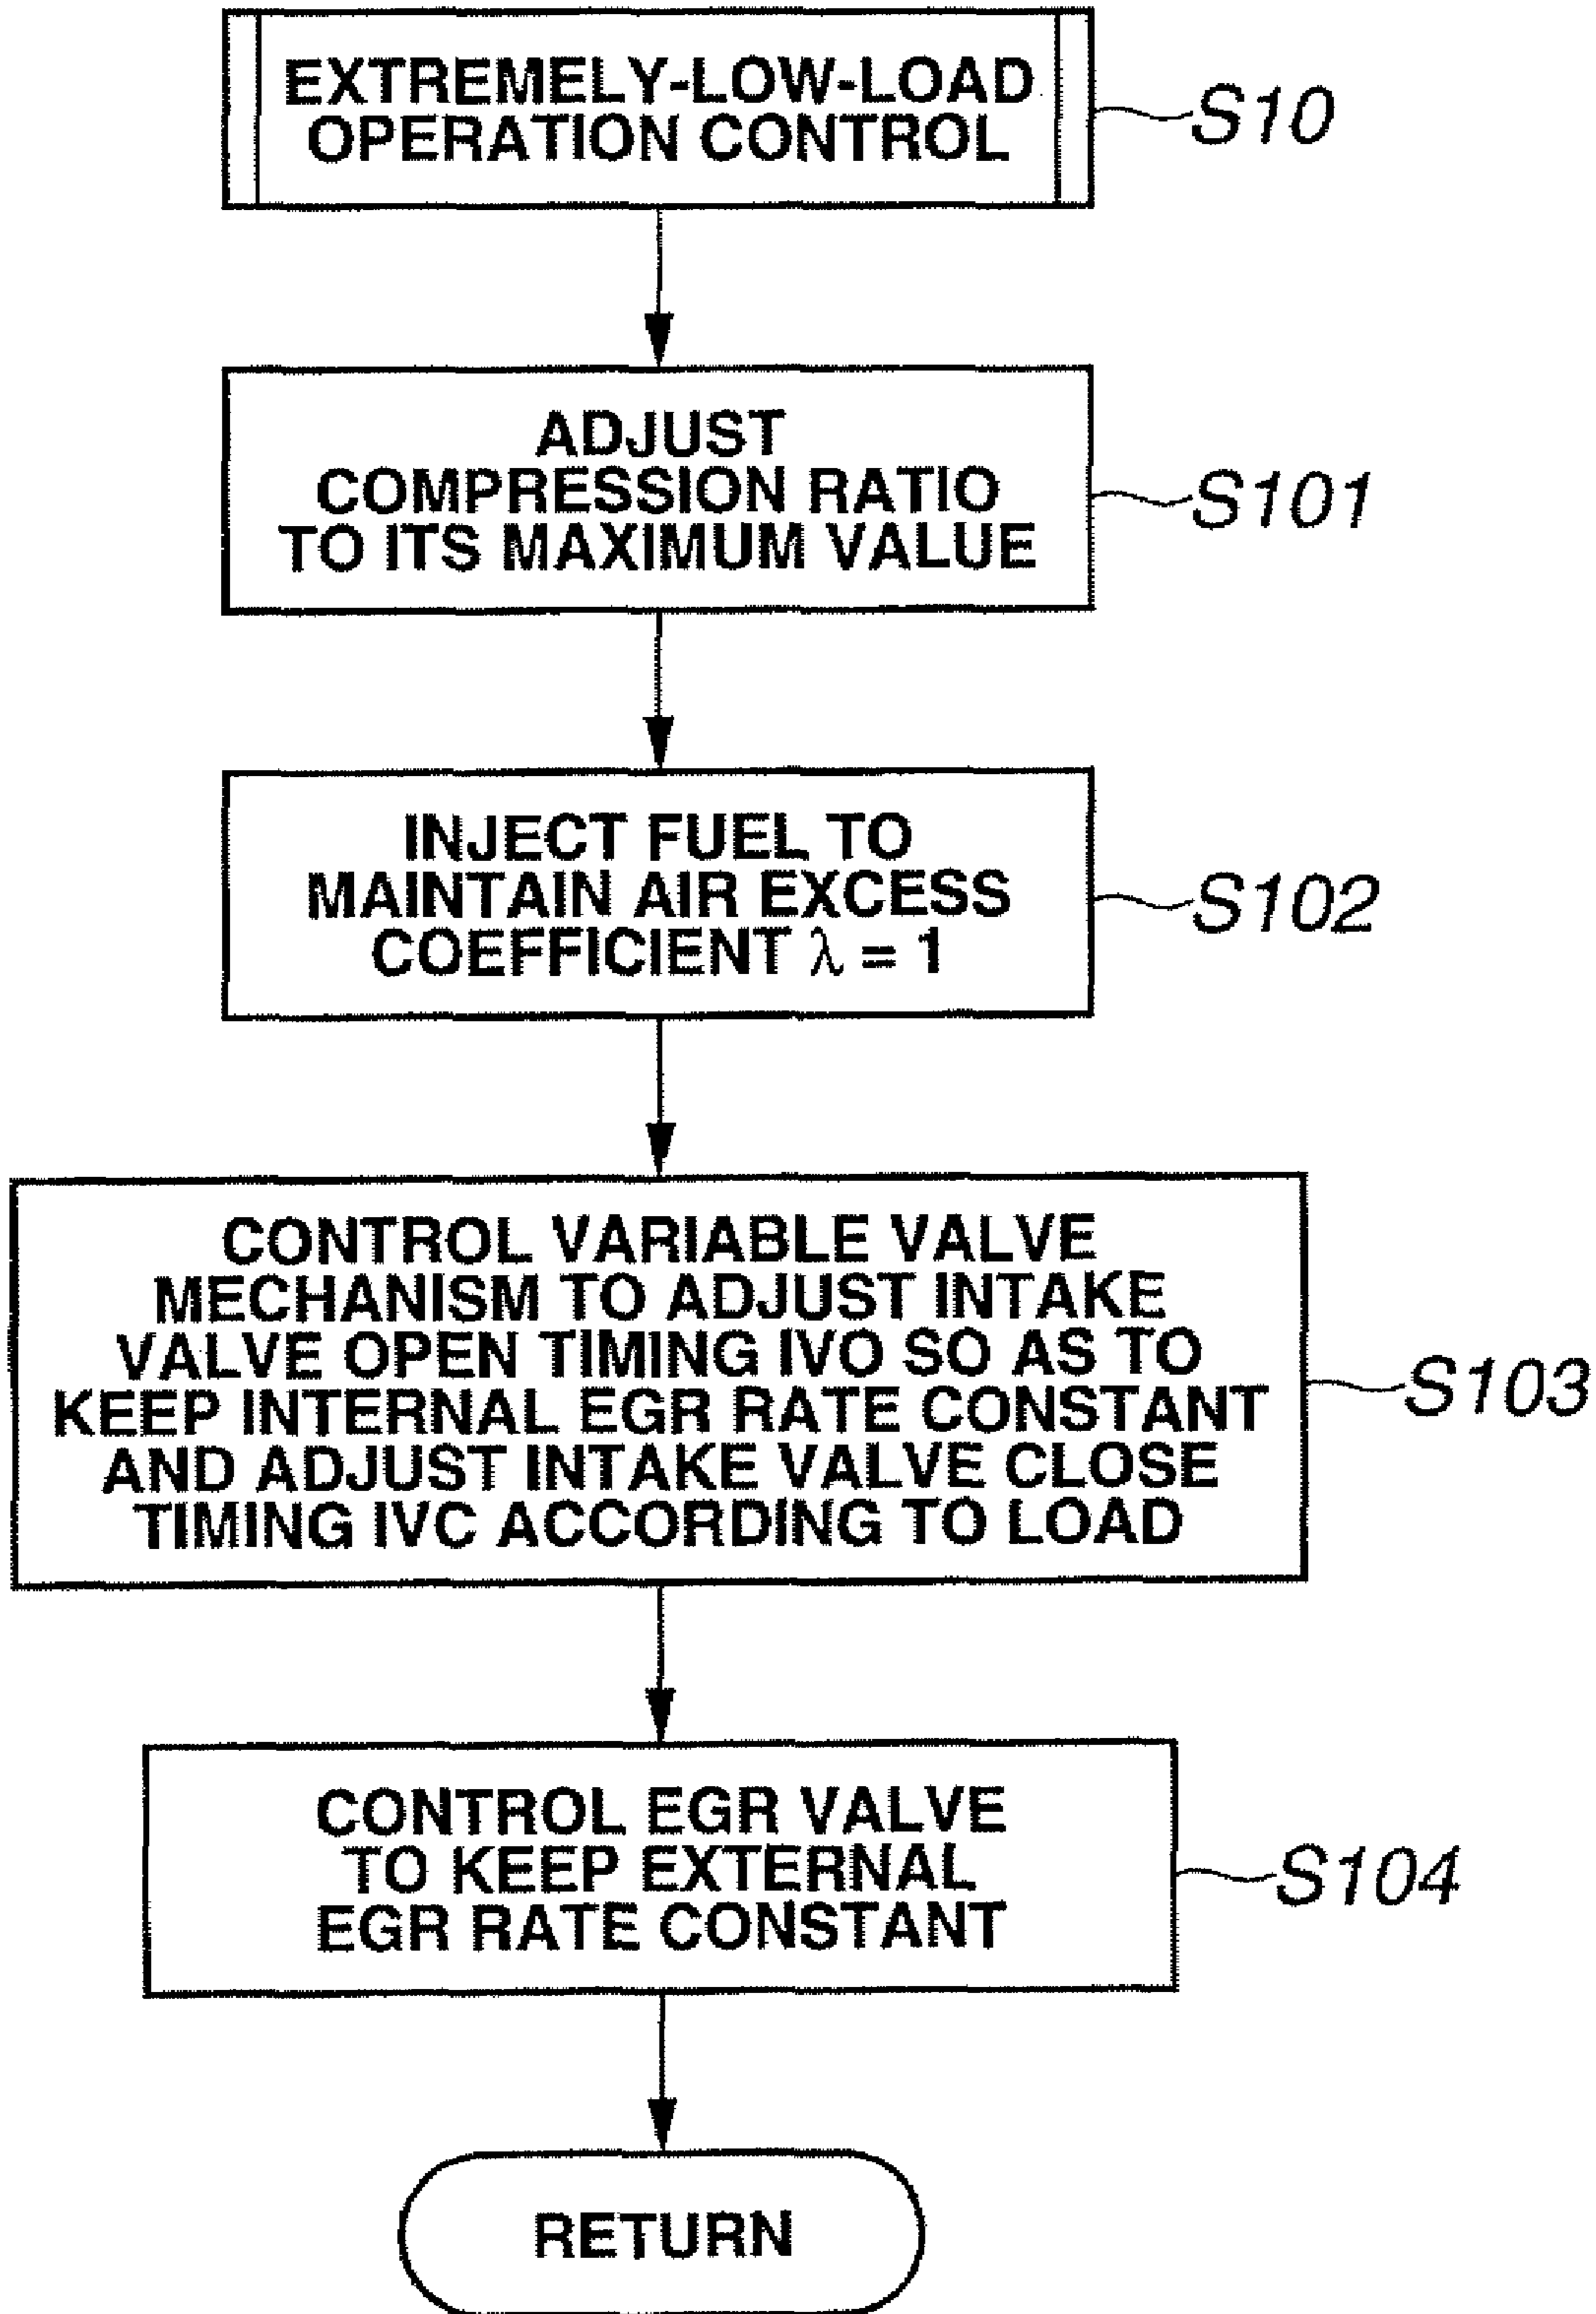 EXTREMELY-LOW-LOAD
OPERATION CONTROL
S10
ADJUST
COMPRESSION RATIO
TO ITS MAXIMUM VALUE
S101
INJECT FUEL TO
MAINTAIN AIR EXCESS
COEFFICIENT λ = 1
S102
CONTROL VARIABLE VALVE
MECHANISM TO ADJUST INTAKE
VALVE OPEN TIMING IVO SO AS TO
KEEP INTERNAL EGR RATE CONSTANT
AND ADJUST INTAKE VALVE CLOSE
TIMING IVC ACCORDING TO LOAD
S103
CONTROL EGR VALVE
TO KEEP EXTERNAL
EGR RATE CONSTANT
S104
RETURN